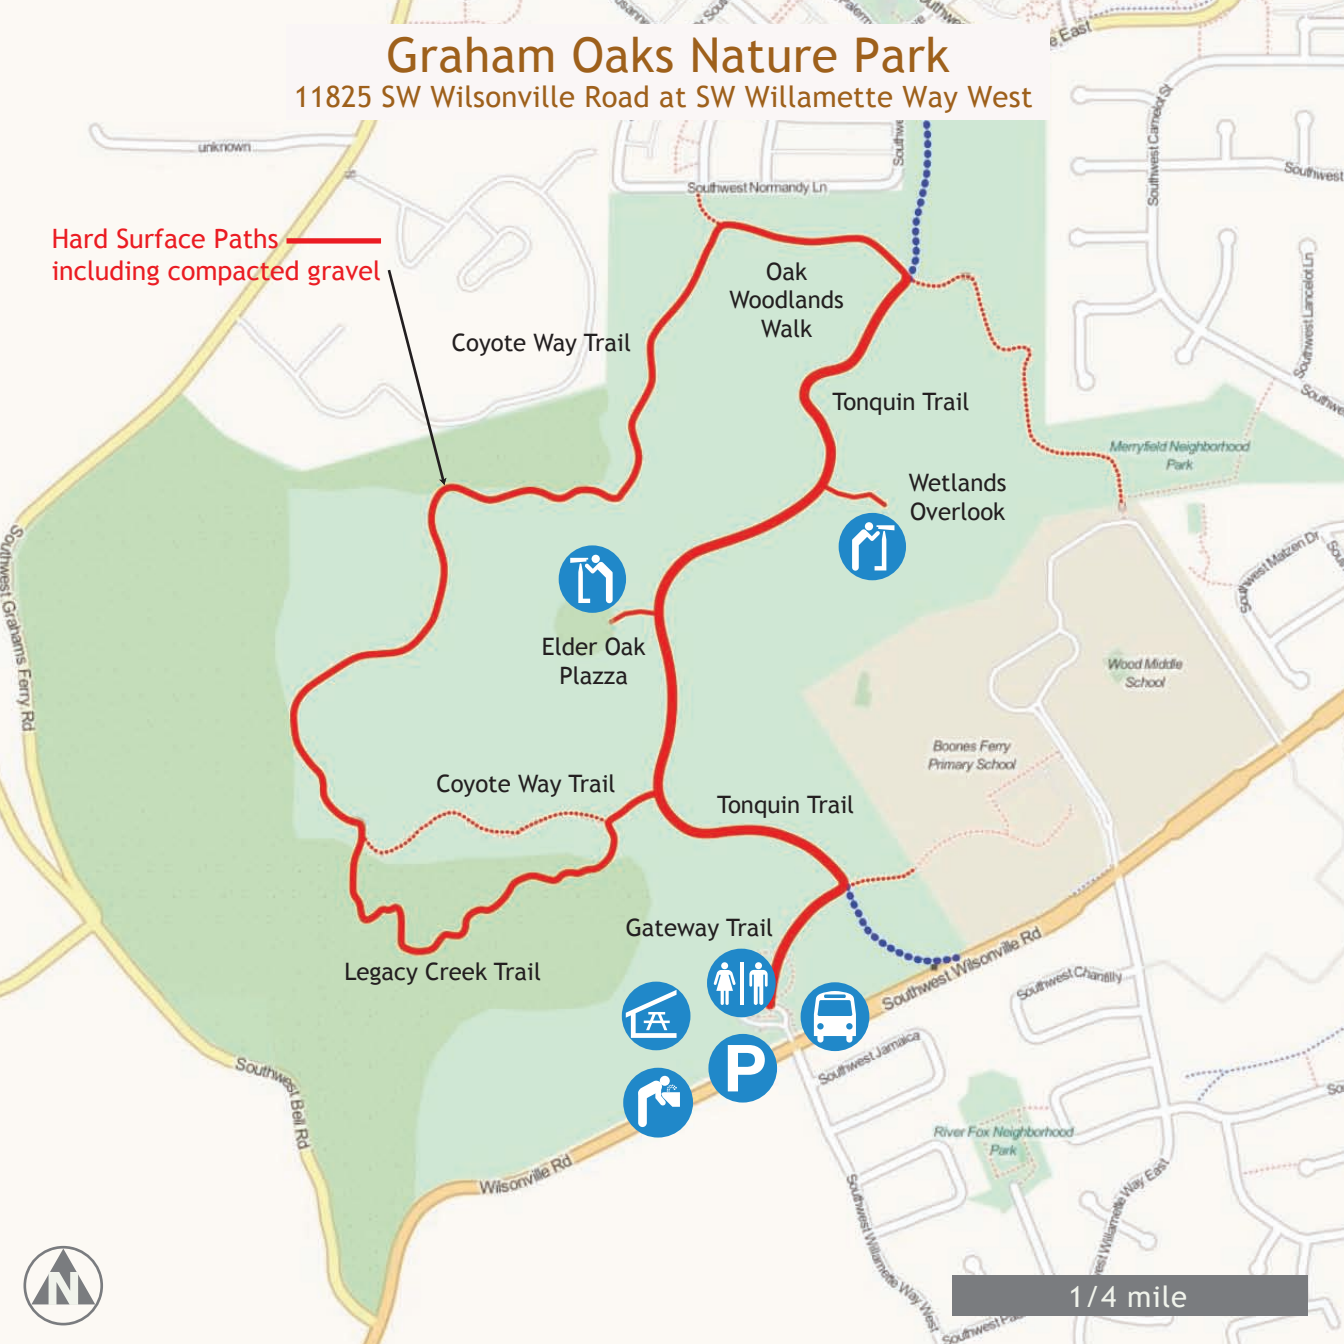 Graham Oaks Nature Park
11825 SW Wilsonville Road at SW Willamette Way West
e East
unknown
Southwest Normandy Ln
Southwest Camelot St
Southwest
Hard Surface Paths
including compacted gravel
Oak
Woodlands
Walk
Coyote Way Trail
Southwest Lancelot Ln
Tonquin Trail
Merryfield Neighborhood
Park
Wetlands
Overlook
Southwest Matzen Dr
Southwest Grahams Ferry Rd
Elder Oak
Plazza
Wood Middle
School
Boones Ferry
Primary School
Coyote Way Trail
Tonquin Trail
Gateway Trail
Legacy Creek Trail
Southwest Wilsonville Rd
Southwest Chantilly
Southwest Jamaica
P
Southwest Bell Rd
River Fox Neighborhood
Park
Wilsonville Rd
Southwest Willamette Way West
west Willamette Way East
N
1/4 mile